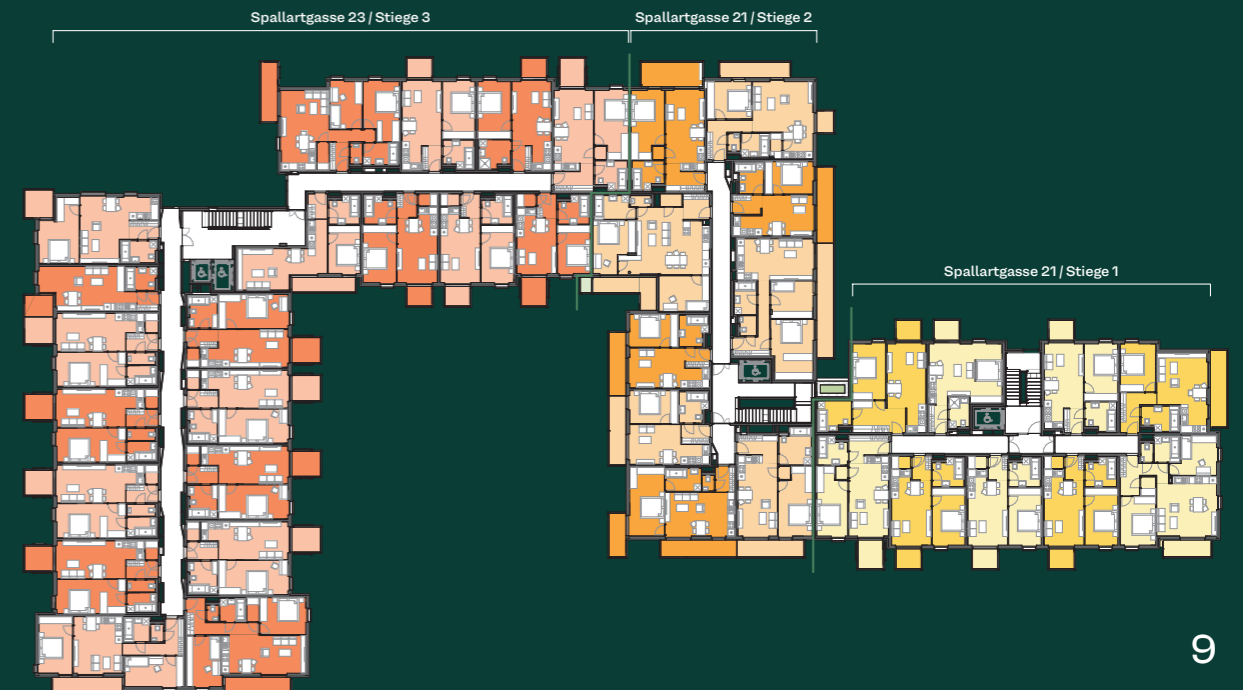 Spallartgasse 23 / Stiege 3
Spallartgasse 21 / Stiege 2
Spallartgasse 21 / Stiege 1
9